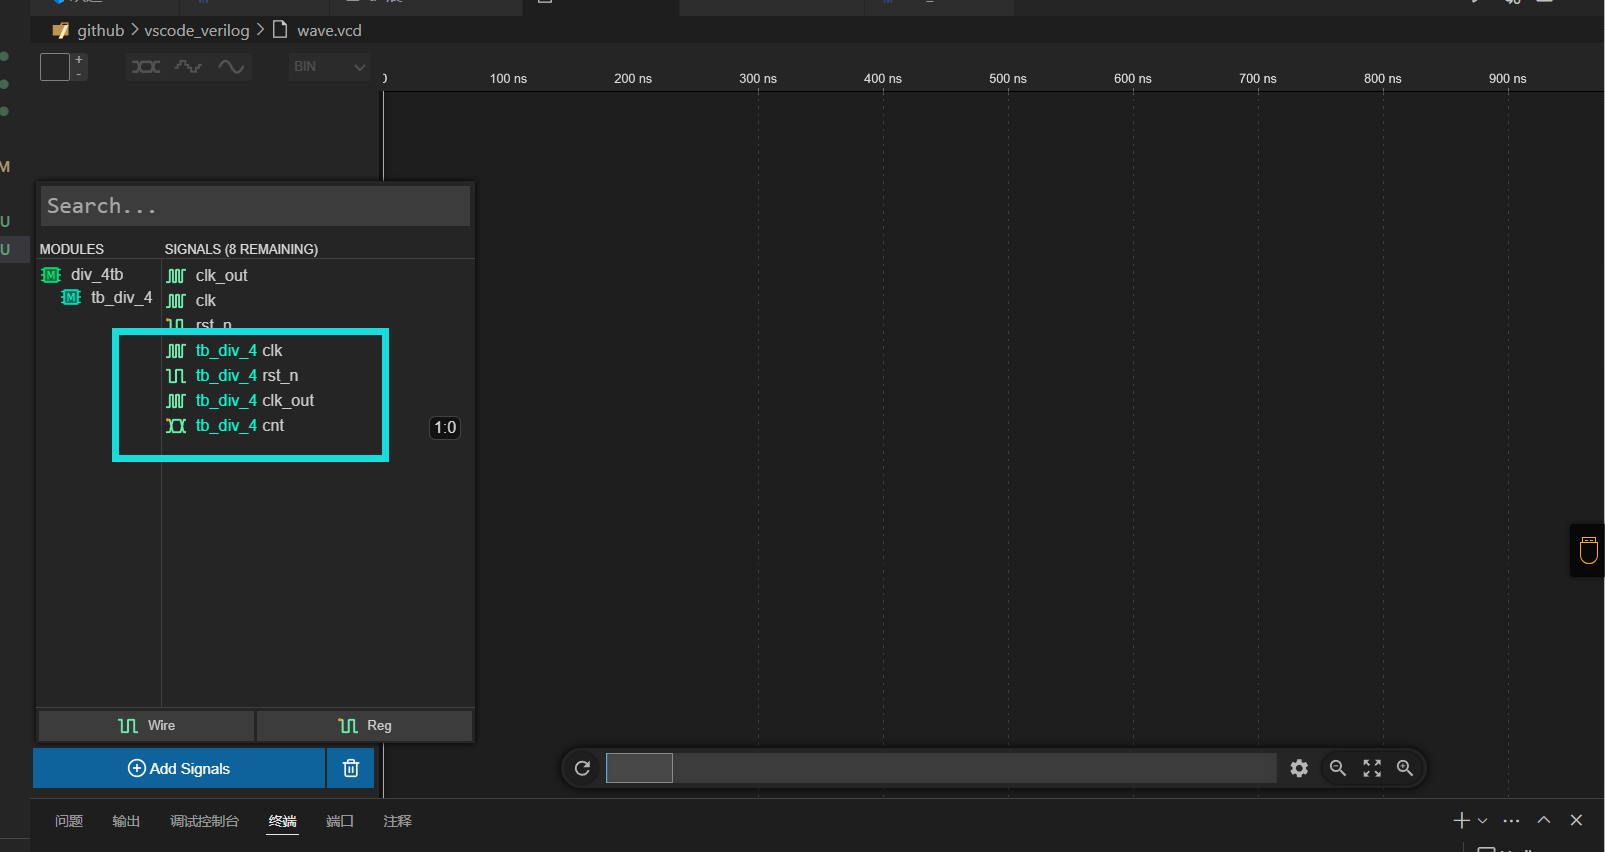 github > vscode_verilog > wave.vcd
+
-
BIN
0 100 ns 200 ns 300 ns 400 ns 500 ns 600 ns 700 ns 800 ns 900 ns
M
U
U
Search...
MODULES SIGNALS (8 REMAINING)
M div_4tb
M tb_div_4
clk_out
clk
rst_n
tb_div_4 clk
tb_div_4 rst_n
tb_div_4 clk_out
tb_div_4 cnt 1:0
Wire Reg
Add Signals
问题 输出 调试控制台 终端 端口 注释